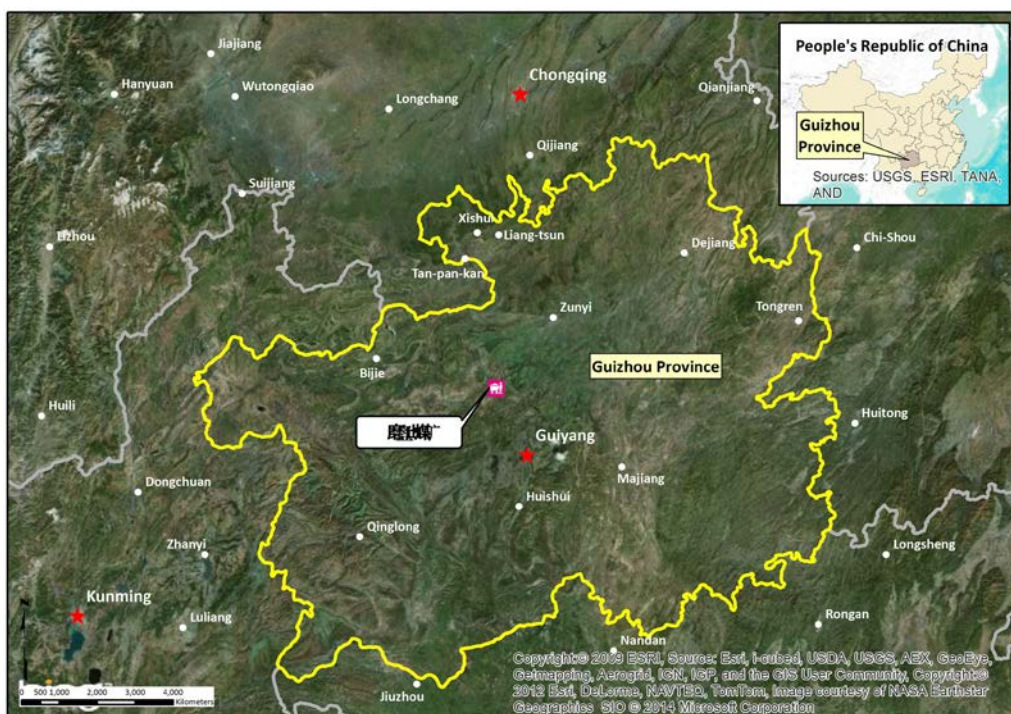 Jiajiang
Hanyuan
Wutongqiao
Longchang
Chongqing
Qianjiang
People's Republic of China
Guizhou
Province
Sources: USGS, ESRI, TANA,
AND
Qijiang
Suijiang
Xishui
Liang-tsun
Lizhou
Tan-pan-kan
Dejiang
Chi-Shou
Zunyi
Tongren
Bijie
Guizhou Province
Huili
Huitong
Guiyang
Majiang
Dongchuan
Huishui
Qinglong
Zhanyi
Longsheng
Kunming
Luliang
Rongan
Nandan
Jiuzhou
0 500 1,000 2,000 3,000 4,000
Kilometers
Copyright:© 2009 ESRI, Source: Esri, i-cubed, USDA, USGS, AEX, GeoEye,
Getmapping, Aerogrid, IGN, IGP, and the GIS User Community, Copyright:©
2012 Esri, DeLorme, NAVTEQ, TomTom, Image courtesy of NASA Earthstar
Geographics SIO © 2014 Microsoft Corporation